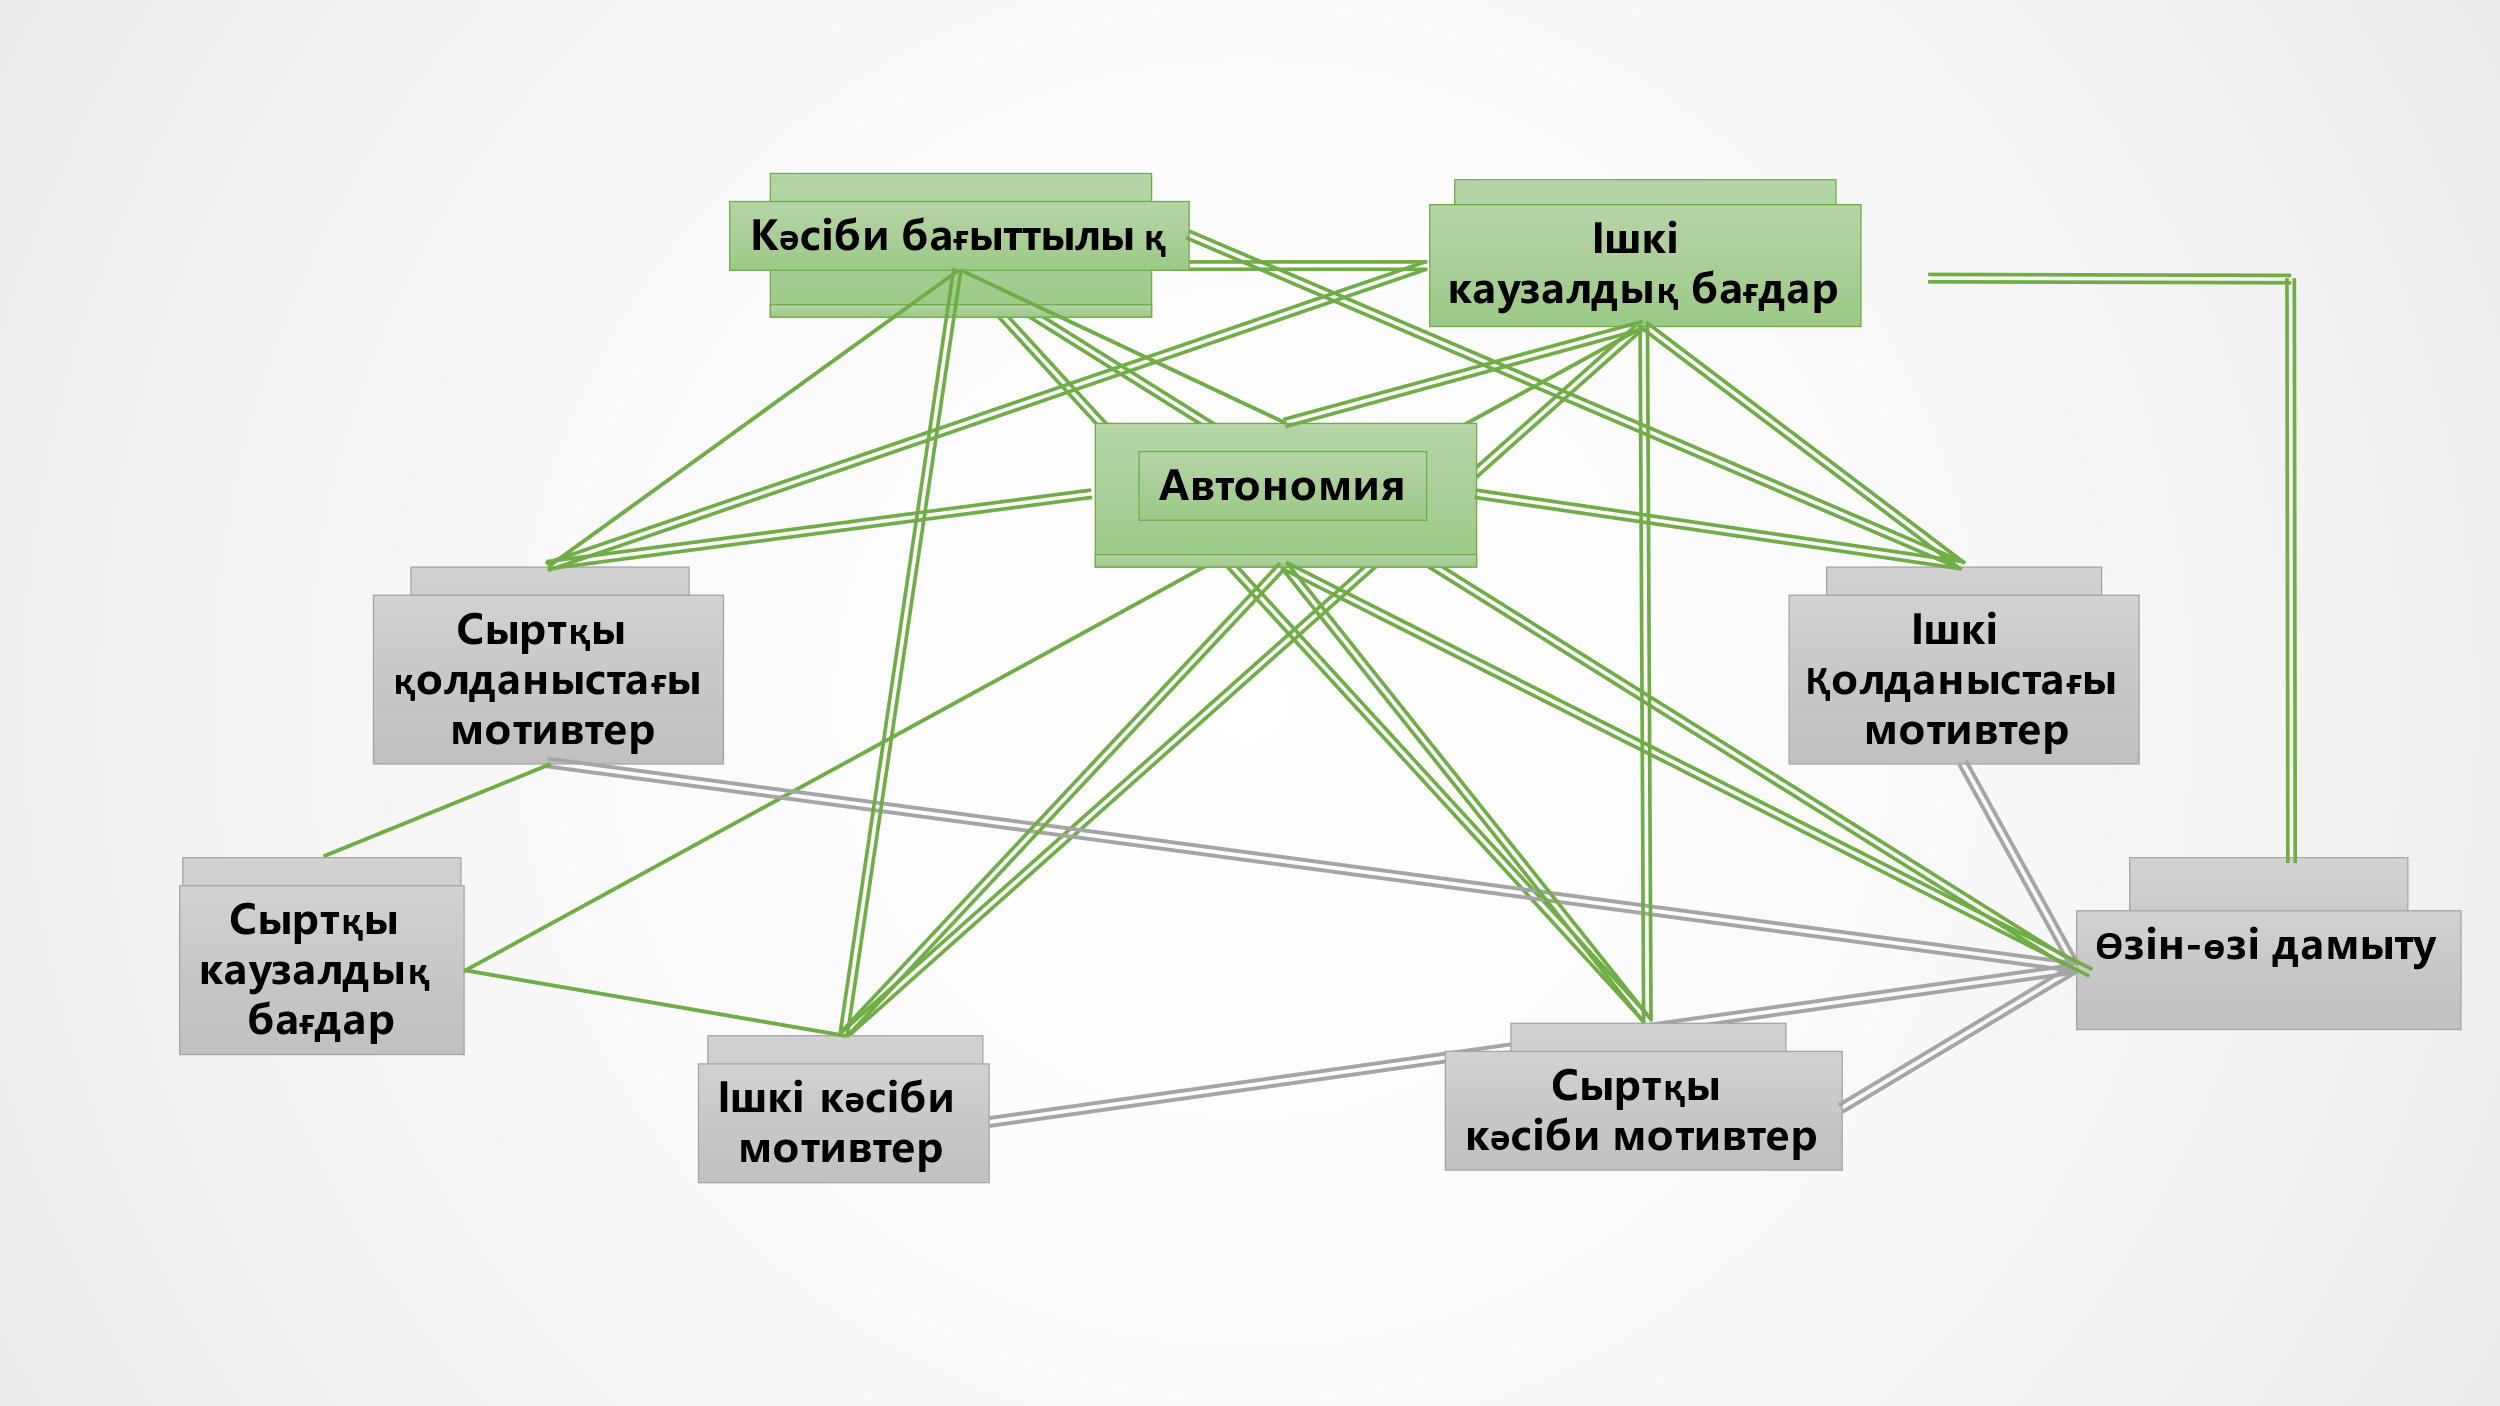 Кәсіби бағыттылы қ
Ішкі
каузалдық бағдар
Автономия
Сыртқы
қолданыстағы
мотивтер
Ішкі
Қолданыстағы
мотивтер
Сыртқы
каузалдық
бағдар
Ішкі кәсіби
мотивтер
Сыртқы
кәсіби мотивтер
Өзін-өзі дамыту